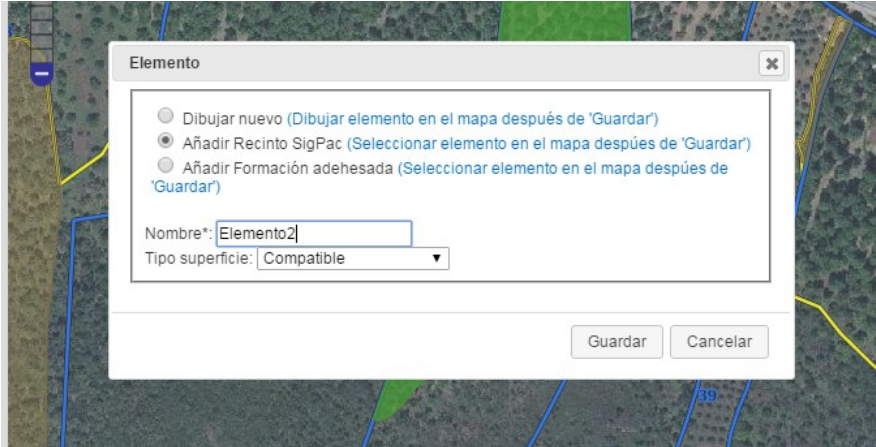 Elemento
Dibujar nuevo (Dibujar elemento en el mapa después de 'Guardar')
Añadir Recinto SigPac (Seleccionar elemento en el mapa despúes de 'Guardar')
Añadir Formación adehesada (Seleccionar elemento en el mapa despúes de
'Guardar')
Nombre*: Elemento2
Tipo superficie: Compatible
Guardar Cancelar
39